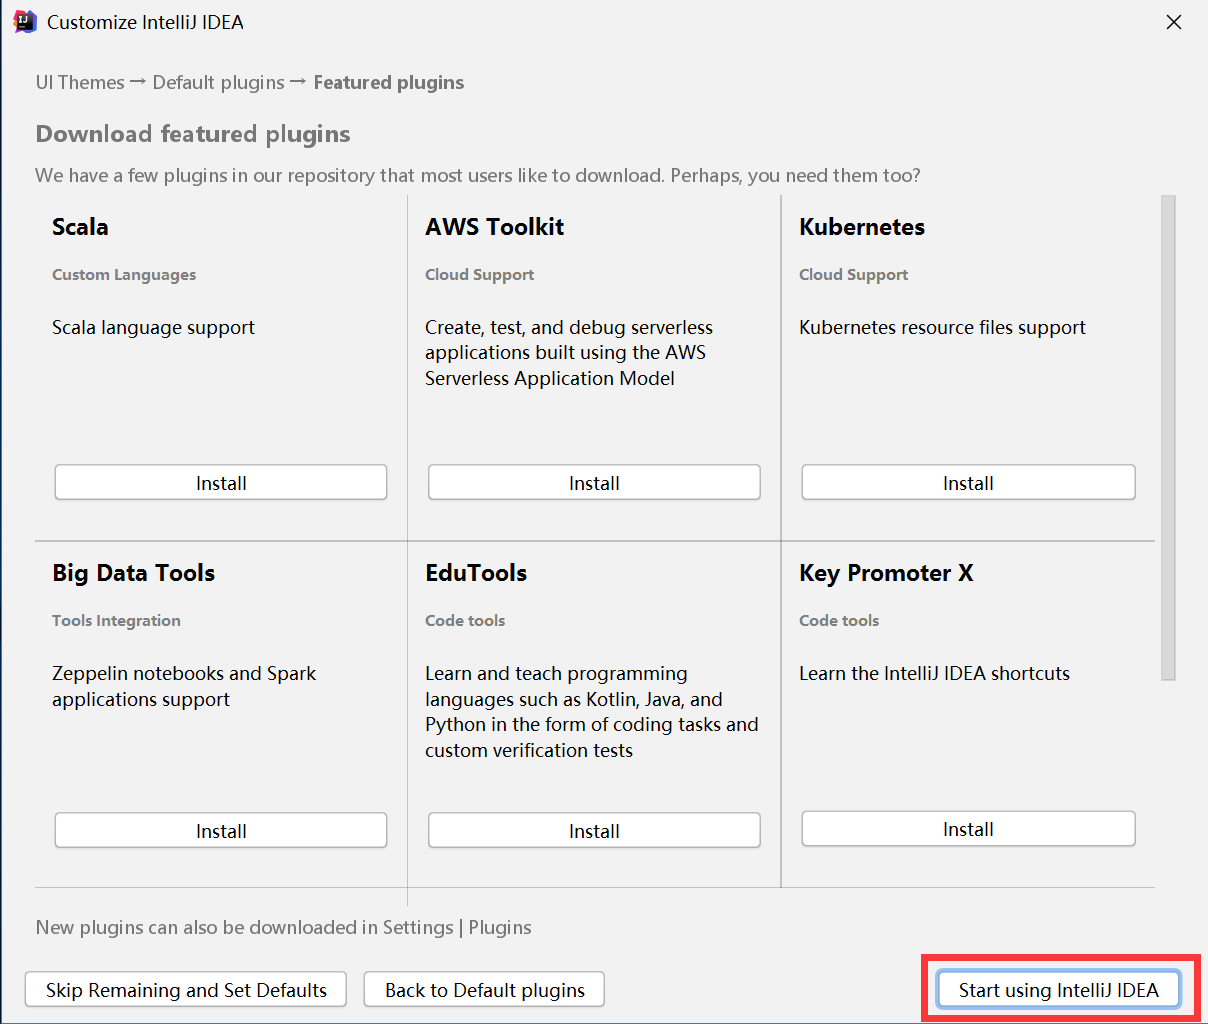 Customize IntelliJ IDEA
UI Themes → Default plugins → Featured plugins
Download featured plugins
We have a few plugins in our repository that most users like to download. Perhaps, you need them too?
Scala
Custom Languages
Scala language support
Install
AWS Toolkit
Cloud Support
Create, test, and debug serverless
applications built using the AWS
Serverless Application Model
Install
Kubernetes
Cloud Support
Kubernetes resource files support
Install
Big Data Tools
Tools Integration
Zeppelin notebooks and Spark
applications support
Install
EduTools
Code tools
Learn and teach programming
languages such as Kotlin, Java, and
Python in the form of coding tasks and
custom verification tests
Install
Key Promoter X
Code tools
Learn the IntelliJ IDEA shortcuts
Install
New plugins can also be downloaded in Settings | Plugins
Skip Remaining and Set Defaults
Back to Default plugins
Start using IntelliJ IDEA